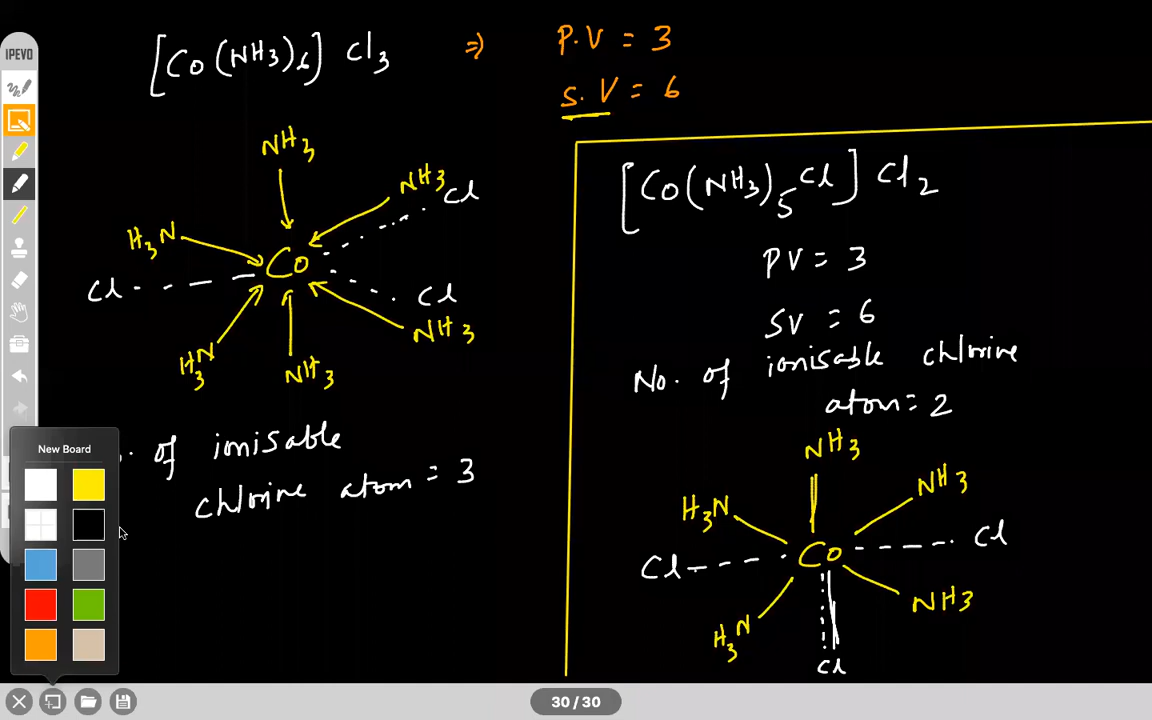 IPEVO
[Co(NH3)6] Cl3 ⇒ P.V = 3
S.V = 6
NH3
NH3
Cl
H3N
Co
Cl
Cl
NH3
H3N
NH3
of ionisable
chlorine atom = 3
[Co(NH3)5Cl] Cl2
PV = 3
SV = 6
No. of ionisable chlorine
atom = 2
NH3
NH3
H3N
Cl
Co
Cl
NH3
H3N
Cl
New Board
30 / 30